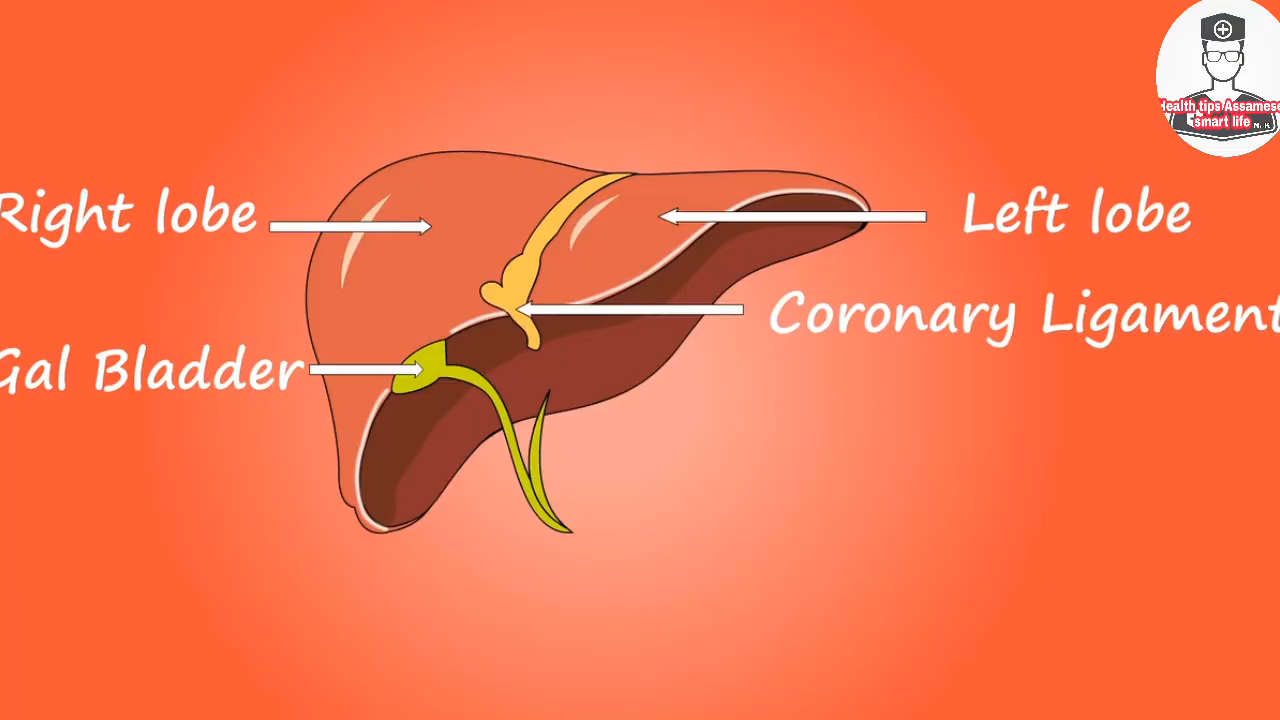 Right lobe
Left lobe
Coronary Ligament
Gal Bladder
Health tips Assamese
smart life